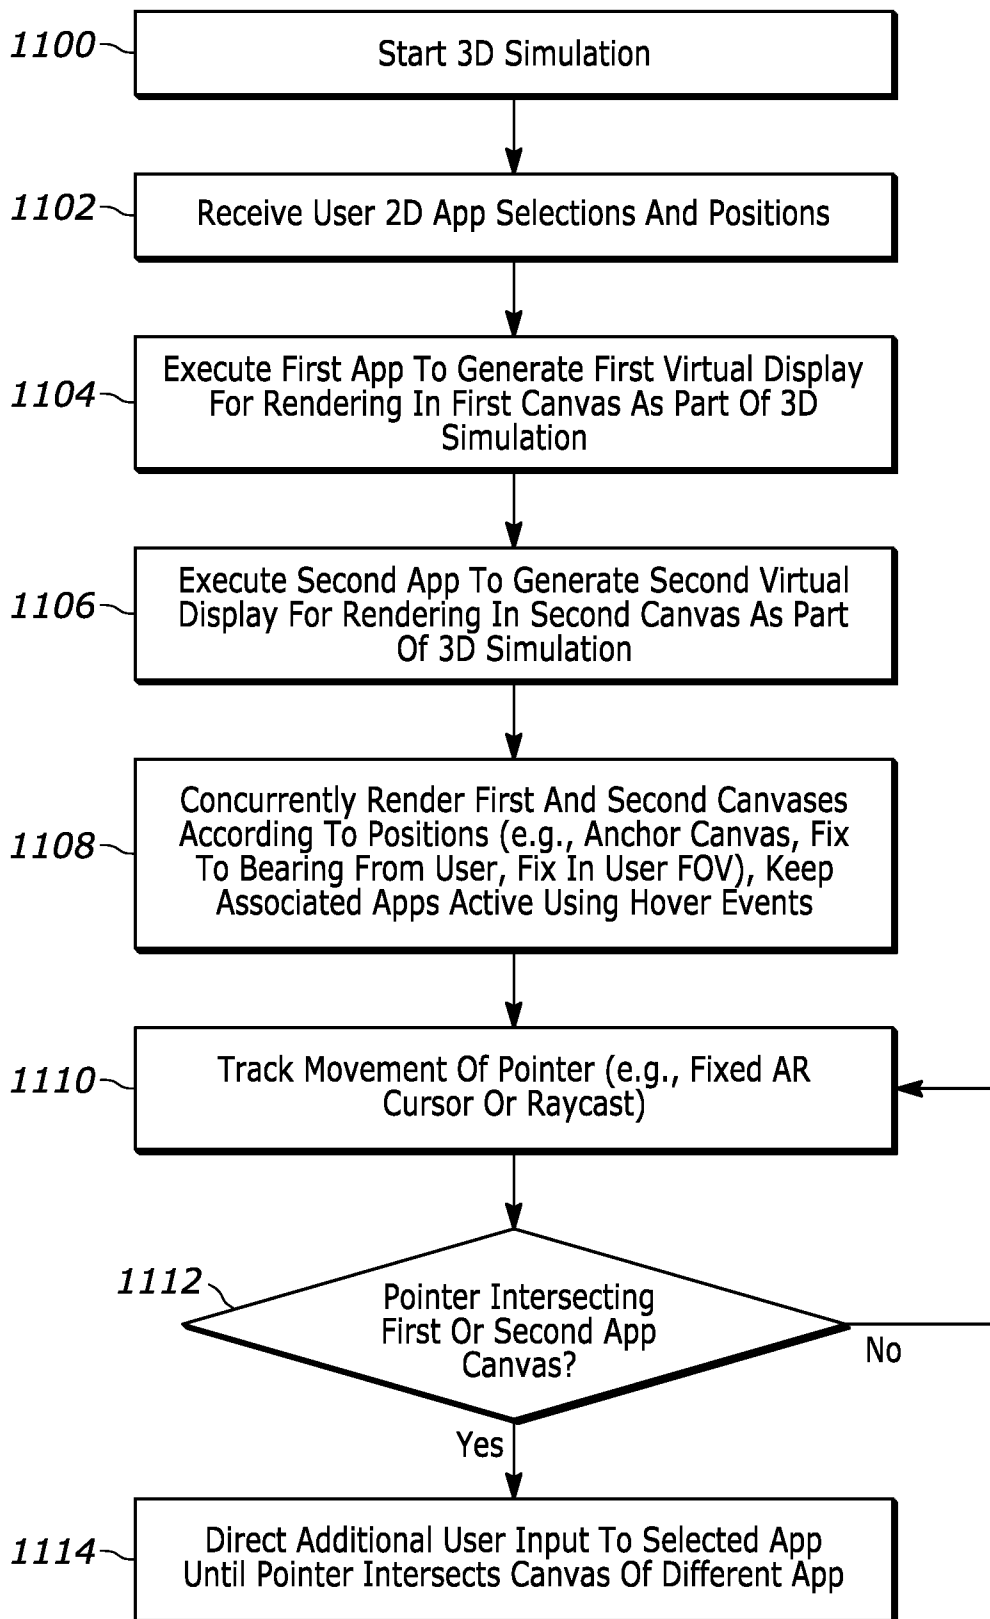 1100
Start 3D Simulation
1102
Receive User 2D App Selections And Positions
1104
Execute First App To Generate First Virtual Display
For Rendering In First Canvas As Part Of 3D
Simulation
1106
Execute Second App To Generate Second Virtual
Display For Rendering In Second Canvas As Part
Of 3D Simulation
1108
Concurrently Render First And Second Canvases
According To Positions (e.g., Anchor Canvas, Fix
To Bearing From User, Fix In User FOV), Keep
Associated Apps Active Using Hover Events
1110
Track Movement Of Pointer (e.g., Fixed AR
Cursor Or Raycast)
1112
Pointer Intersecting
First Or Second App
Canvas?
No
Yes
1114
Direct Additional User Input To Selected App
Until Pointer Intersects Canvas Of Different App